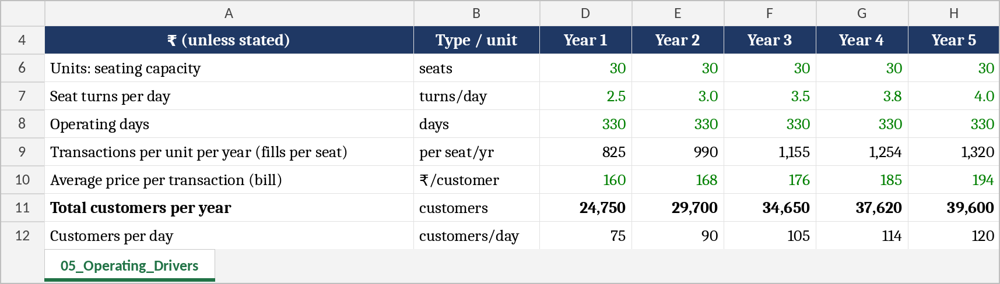 A B D E F G H
4 ₹ (unless stated) Type / unit Year 1 Year 2 Year 3 Year 4 Year 5
6 Units: seating capacity seats 30 30 30 30 30
7 Seat turns per day turns/day 2.5 3.0 3.5 3.8 4.0
8 Operating days days 330 330 330 330 330
9 Transactions per unit per year (fills per seat) per seat/yr 825 990 1,155 1,254 1,320
10 Average price per transaction (bill) ₹/customer 160 168 176 185 194
11 Total customers per year customers 24,750 29,700 34,650 37,620 39,600
12 Customers per day customers/day 75 90 105 114 120
05_Operating_Drivers